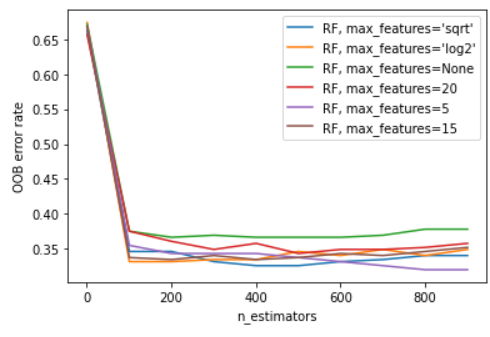 RF, max_features='sqrt'
RF, max_features='log2'
RF, max_features=None
RF, max_features=20
RF, max_features=5
RF, max_features=15
OOB error rate
0.65
0.60
0.55
0.50
0.45
0.40
0.35
0
200
400
600
800
n_estimators